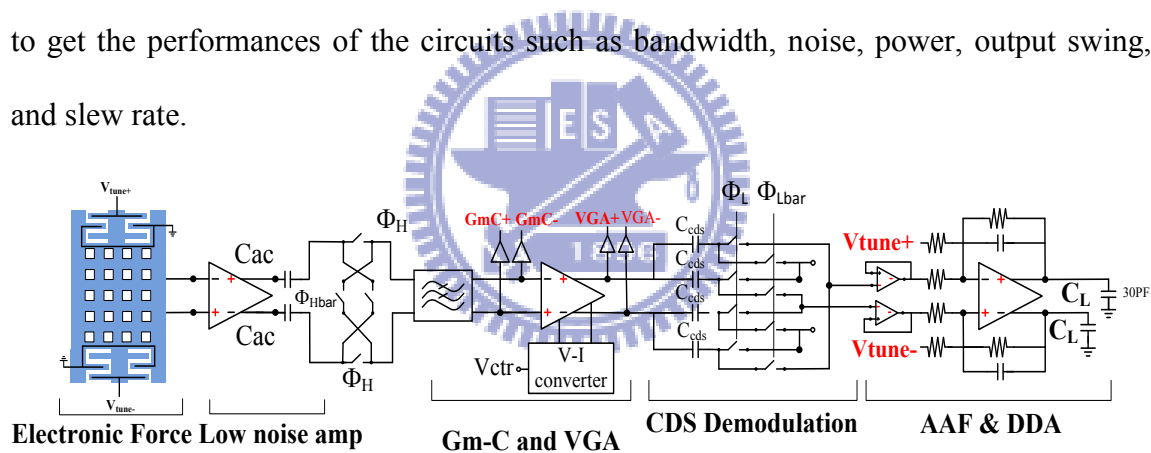 to get the performances of the circuits such as bandwidth, noise, power, output swing,
and slew rate.
E S A
1896
Vtune+
Cac
Cac
Vtune-
ΦH
ΦHbar
ΦH
GmC+ GmC-
VGA+ VGA-
Vctr
V-I
converter
Ccds
Ccds
Ccds
Ccds
ΦL ΦLbar
Vtune+
Vtune-
CL
30PF
CL
Electronic Force Low noise amp
Gm-C and VGA
CDS Demodulation
AAF & DDA